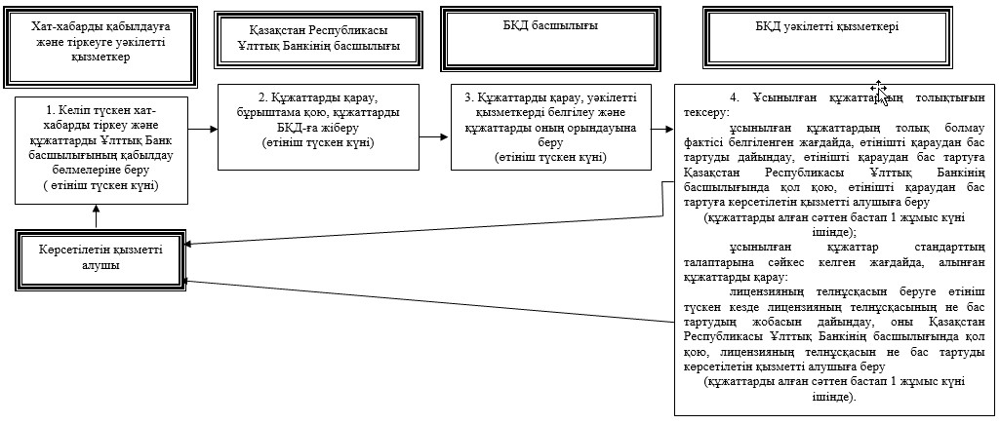 Хат-хабарды қабылдауға
және тіркеуге уәкілетті
қызметкер
Қазақстан Республикасы
Ұлттық Банкінің басшылығы
БҚД басшылығы
БҚД уәкілетті қызметкері
1. Келіп түскен хат-
хабарды тіркеу және
құжаттарды Ұлттық Банк
басшылығының қабылдау
бөлмелеріне беру
( өтініш түскен күні)
2. Құжаттарды қарау,
бұрыштама қою, құжаттарды
БҚД-ға жіберу
(өтініш түскен күні)
3. Құжаттарды қарау, уәкілетті
қызметкерді белгілеу және
құжаттарды оның орындауына
беру
(өтініш түскен күні)
4. Ұсынылған құжаттардың толықтығын
тексеру:
ұсынылған құжаттардың толық болмау
фактісі белгіленген жағдайда, өтінішті қараудан бас
тартуды дайындау, өтінішті қараудан бас тартуға
Қазақстан Республикасы Ұлттық Банкінің
басшылығында қол қою, өтінішті қараудан бас
тартуға көрсетілетін қызметті алушыға беру
(құжаттарды алған сәттен бастап 1 жұмыс күні
ішінде);
ұсынылған құжаттар стандарттың
талаптарына сәйкес келген жағдайда, алынған
құжаттарды қарау:
лицензияның телнұсқасын беруге өтініш
түскен кезде лицензияның телнұсқасының не бас
тартудың жобасын дайындау, оны Қазақстан
Республикасы Ұлттық Банкінің басшылығында қол
қою, лицензияның телнұсқасын не бас тартуды
көрсетілетін қызметті алушыға беру
(құжаттарды алған сәттен бастап 1 жұмыс күні
ішінде).
Көрсетілетін қызметті
алушы